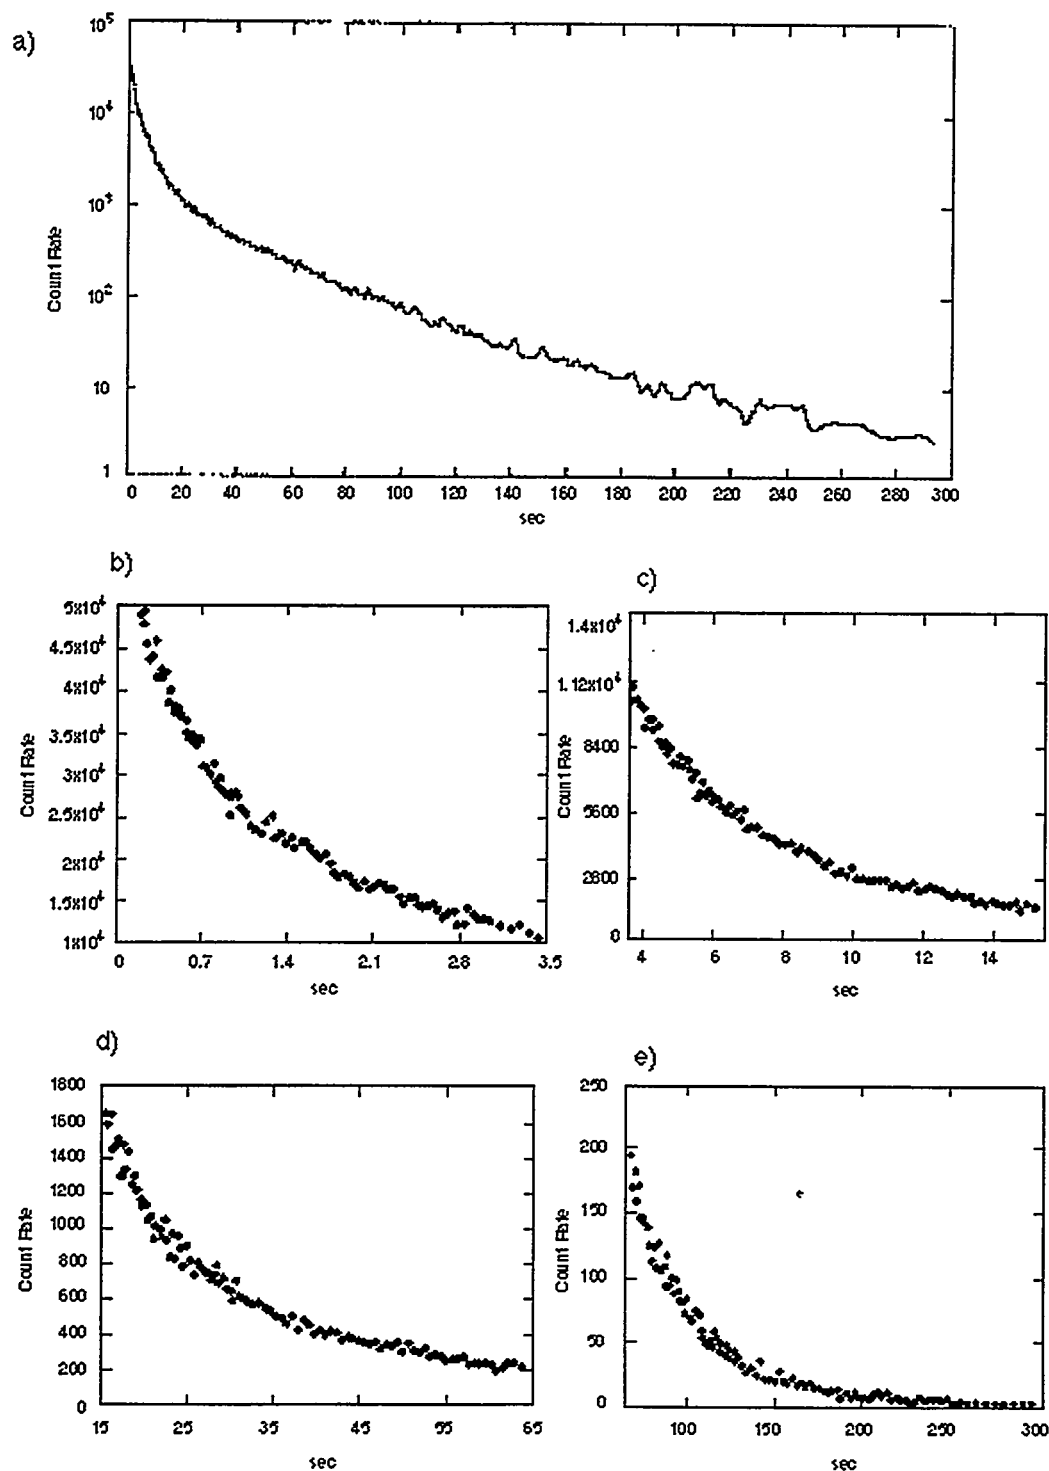 a)
10⁵
10⁴
10³
10²
10
1
Count Rate
0 20 40 60 80 100 120 140 160 180 200 220 240 260 280 300
sec
b)
5x10⁴
4.5x10⁴
4x10⁴
3.5x10⁴
3x10⁴
2.5x10⁴
2x10⁴
1.5x10⁴
1x10⁴
Count Rate
0 0.7 1.4 2.1 2.8 3.5
sec
c)
1.4x10⁴
1.12x10⁴
8400
5600
2800
0
Count Rate
4 6 8 10 12 14
sec
d)
1800
1600
1400
1200
1000
800
600
400
200
0
Count Rate
15 25 35 45 55 65
sec
e)
250
200
150
100
50
0
Count Rate
100 150 200 250 300
sec